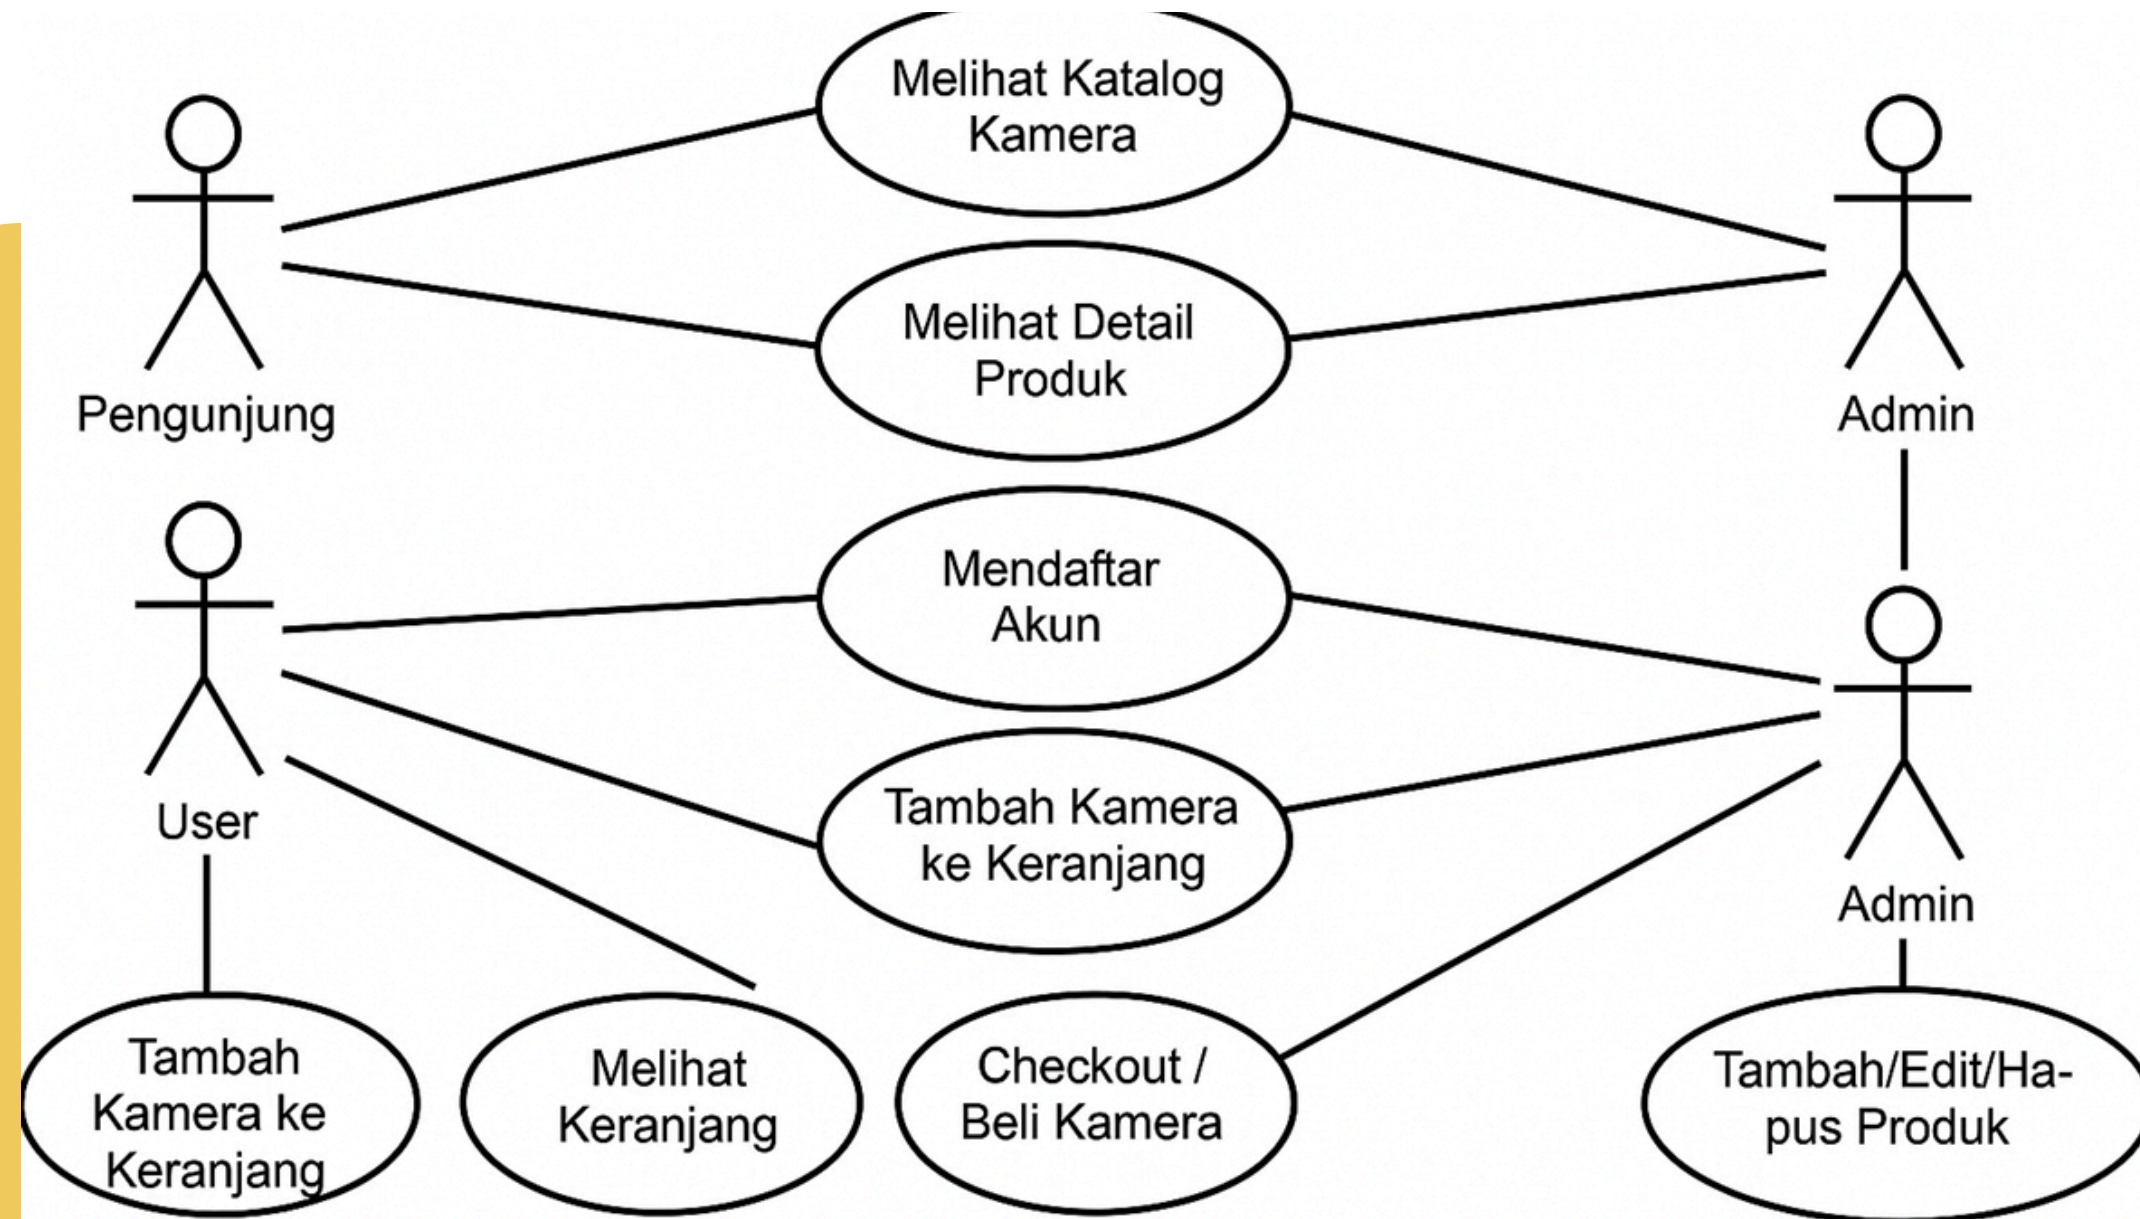 Melihat Katalog
Kamera
Pengunjung
Melihat Detail
Produk
Admin
Mendaftar
Akun
User
Tambah Kamera
ke Keranjang
Admin
Tambah
Kamera ke
Keranjang
Melihat
Keranjang
Checkout /
Beli Kamera
Tambah/Edit/Ha-
pus Produk